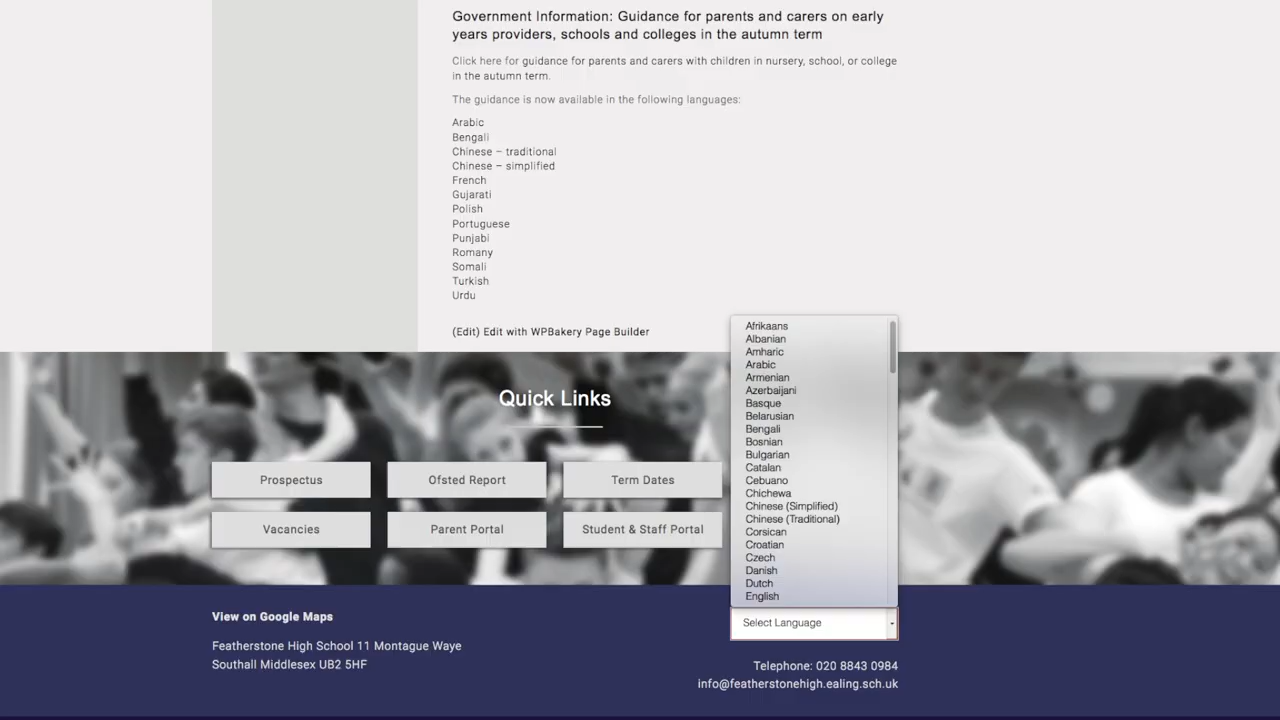 Government Information: Guidance for parents and carers on early
years providers, schools and colleges in the autumn term
Click here for guidance for parents and carers with children in nursery, school, or college
in the autumn term.
The guidance is now available in the following languages:
Arabic
Bengali
Chinese – traditional
Chinese – simplified
French
Gujarati
Polish
Portuguese
Punjabi
Romany
Somali
Turkish
Urdu
(Edit) Edit with WPBakery Page Builder
Quick Links
Prospectus
Ofsted Report
Term Dates
Vacancies
Parent Portal
Student & Staff Portal
Afrikaans
Albanian
Amharic
Arabic
Armenian
Azerbaijani
Basque
Belarusian
Bengali
Bosnian
Bulgarian
Catalan
Cebuano
Chichewa
Chinese (Simplified)
Chinese (Traditional)
Corsican
Croatian
Czech
Danish
Dutch
English
Select Language
View on Google Maps
Featherstone High School 11 Montague Waye
Southall Middlesex UB2 5HF
Telephone: 020 8843 0984
info@featherstonehigh.ealing.sch.uk